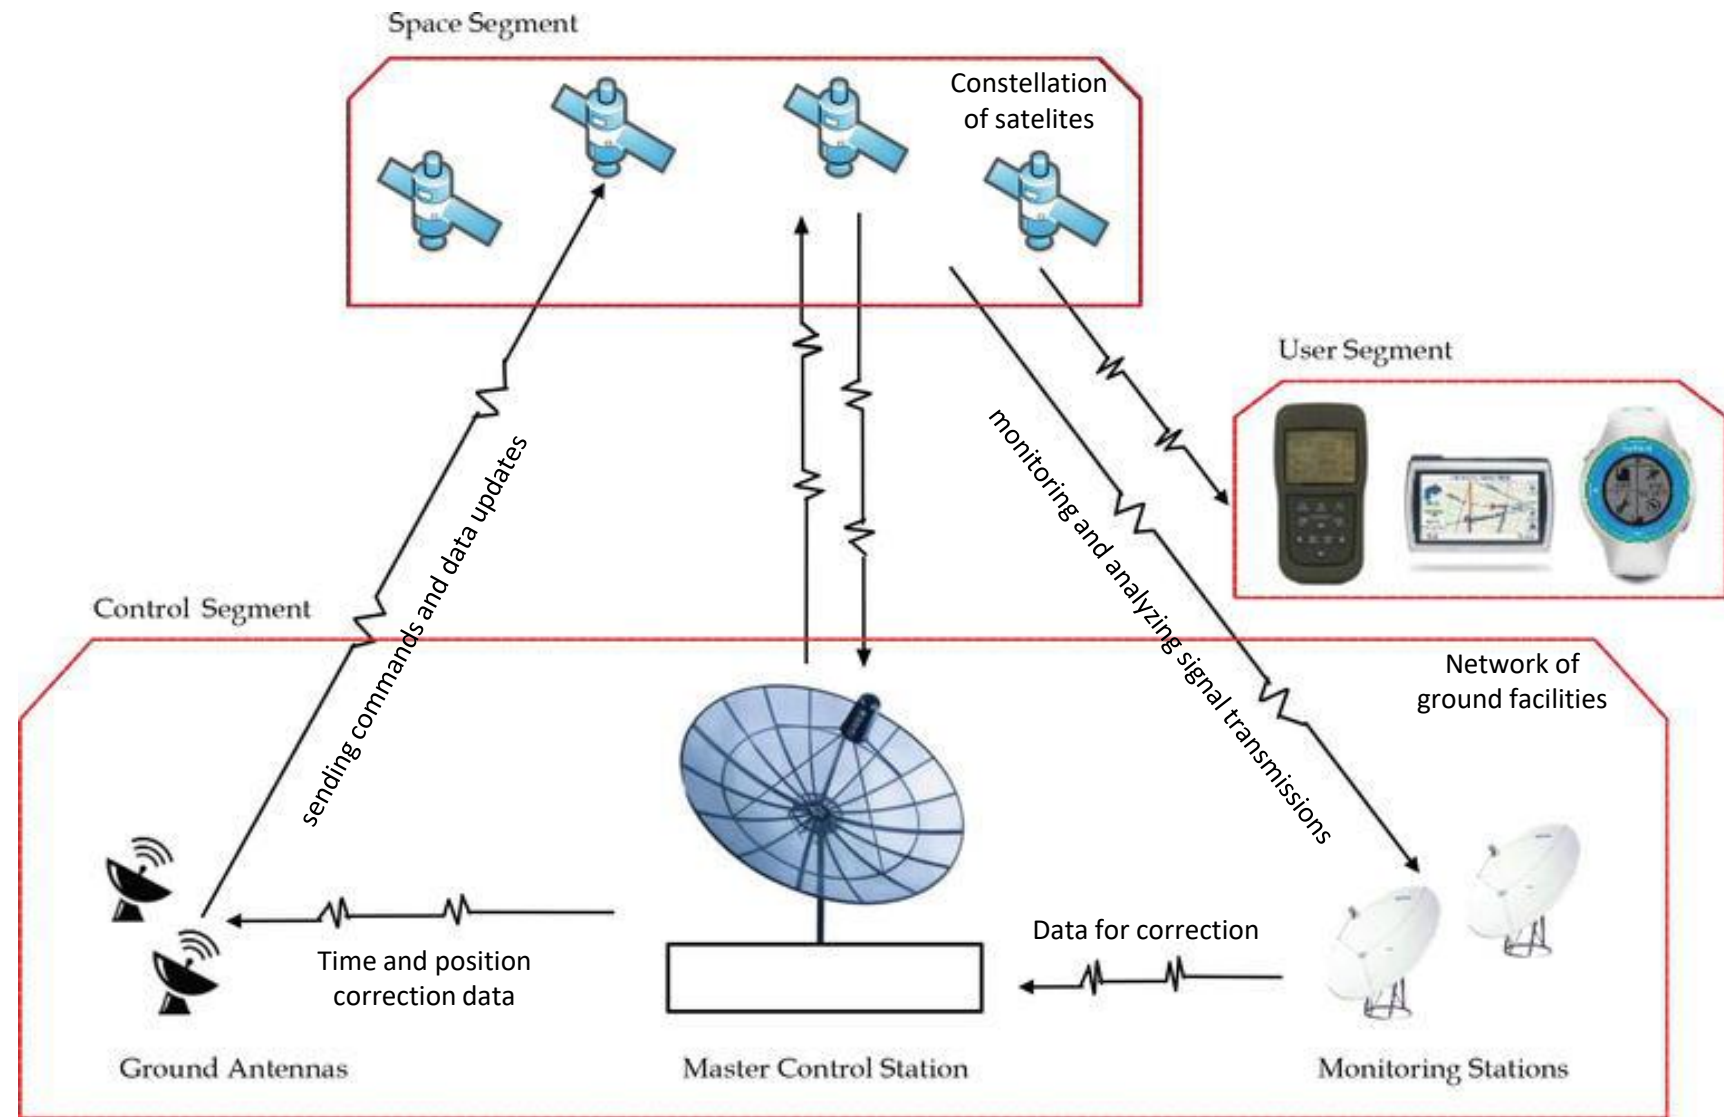 Space Segment
Constellation
of satelites
User Segment
monitoring and analyzing signal transmissions
sending commands and data updates
Control Segment
Network of
ground facilities
Data for correction
Time and position
correction data
Ground Antennas
Master Control Station
Monitoring Stations